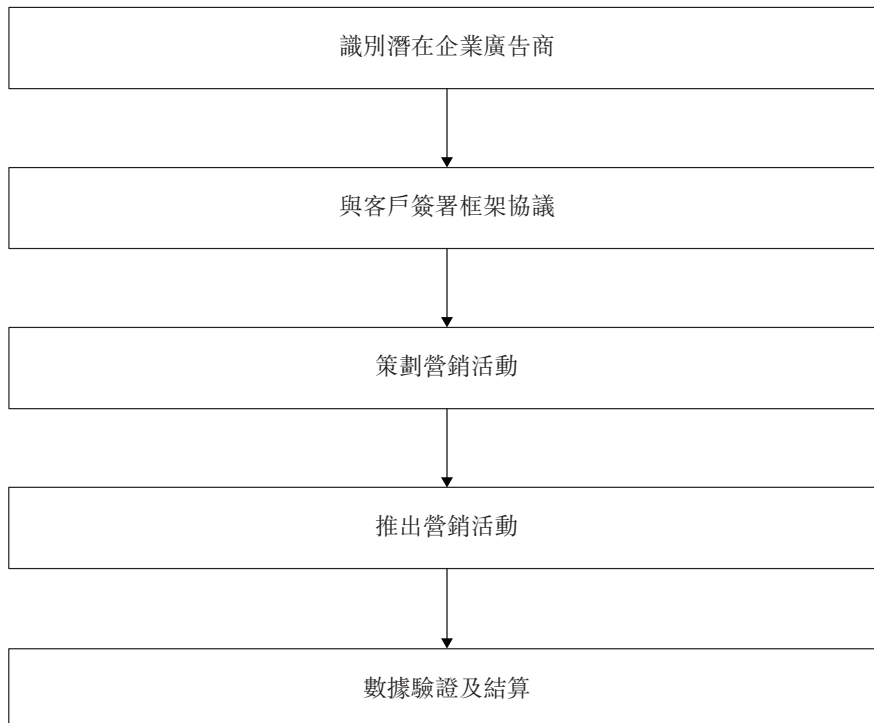 識別潛在企業廣告商
與客戶簽署框架協議
策劃營銷活動
推出營銷活動
數據驗證及結算